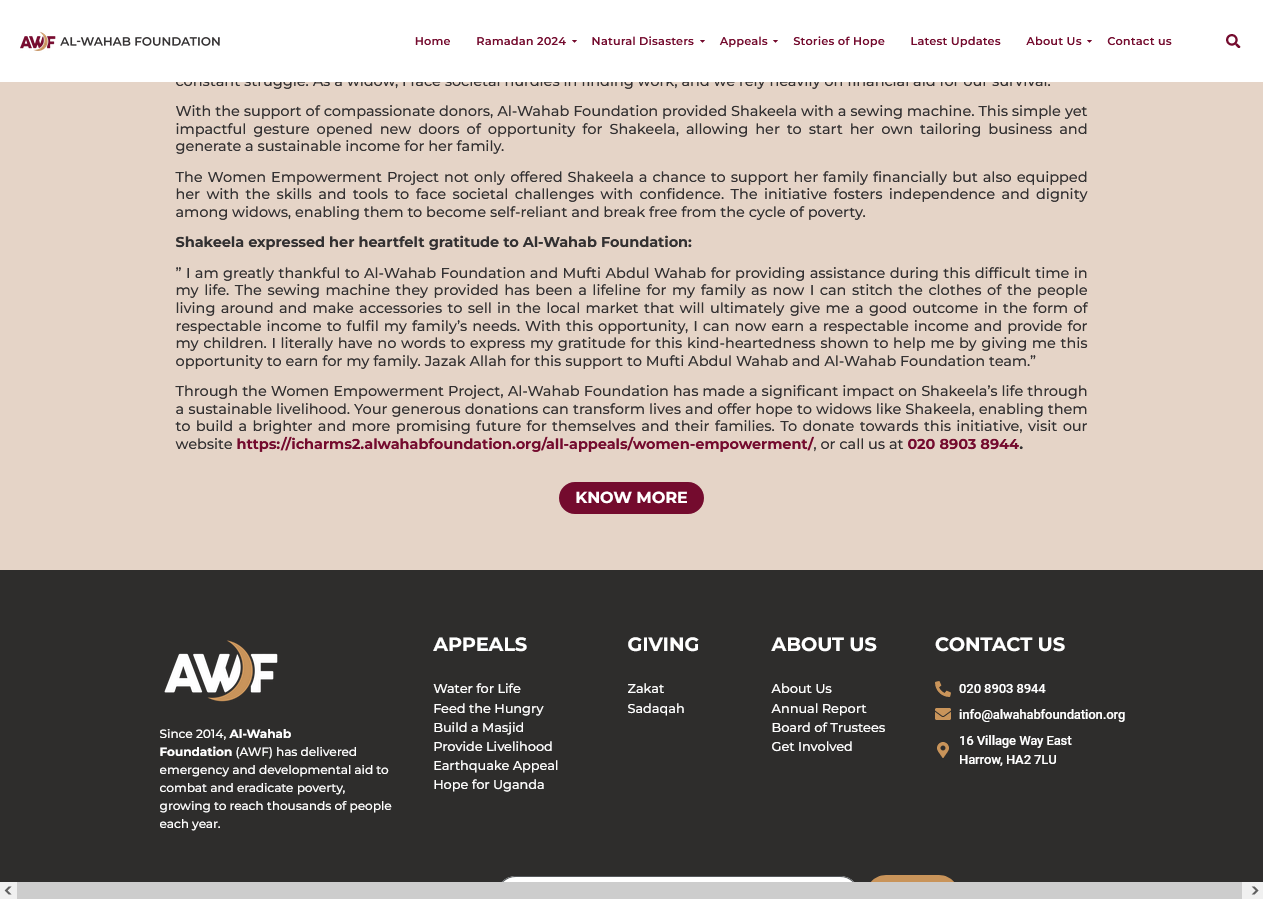 AWF AL-WAHAB FOUNDATION
Home Ramadan 2024 Natural Disasters Appeals Stories of Hope Latest Updates About Us Contact us
constant struggle. As a widow, I face societal hurdles in finding work, and we rely heavily on financial aid for our survival.
With the support of compassionate donors, Al-Wahab Foundation provided Shakeela with a sewing machine. This simple yet
impactful gesture opened new doors of opportunity for Shakeela, allowing her to start her own tailoring business and
generate a sustainable income for her family.
The Women Empowerment Project not only offered Shakeela a chance to support her family financially but also equipped
her with the skills and tools to face societal challenges with confidence. The initiative fosters independence and dignity
among widows, enabling them to become self-reliant and break free from the cycle of poverty.
Shakeela expressed her heartfelt gratitude to Al-Wahab Foundation:
” I am greatly thankful to Al-Wahab Foundation and Mufti Abdul Wahab for providing assistance during this difficult time in
my life. The sewing machine they provided has been a lifeline for my family as now I can stitch the clothes of the people
living around and make accessories to sell in the local market that will ultimately give me a good outcome in the form of
respectable income to fulfil my family’s needs. With this opportunity, I can now earn a respectable income and provide for
my children. I literally have no words to express my gratitude for this kind-heartedness shown to help me by giving me this
opportunity to earn for my family. Jazak Allah for this support to Mufti Abdul Wahab and Al-Wahab Foundation team.”
Through the Women Empowerment Project, Al-Wahab Foundation has made a significant impact on Shakeela’s life through
a sustainable livelihood. Your generous donations can transform lives and offer hope to widows like Shakeela, enabling them
to build a brighter and more promising future for themselves and their families. To donate towards this initiative, visit our
website https://icharms2.alwahabfoundation.org/all-appeals/women-empowerment/, or call us at 020 8903 8944.
KNOW MORE
AWF
Since 2014, Al-Wahab
Foundation (AWF) has delivered
emergency and developmental aid to
combat and eradicate poverty,
growing to reach thousands of people
each year.
APPEALS
Water for Life
Feed the Hungry
Build a Masjid
Provide Livelihood
Earthquake Appeal
Hope for Uganda
GIVING
Zakat
Sadaqah
ABOUT US
About Us
Annual Report
Board of Trustees
Get Involved
CONTACT US
020 8903 8944
info@alwahabfoundation.org
16 Village Way East
Harrow, HA2 7LU